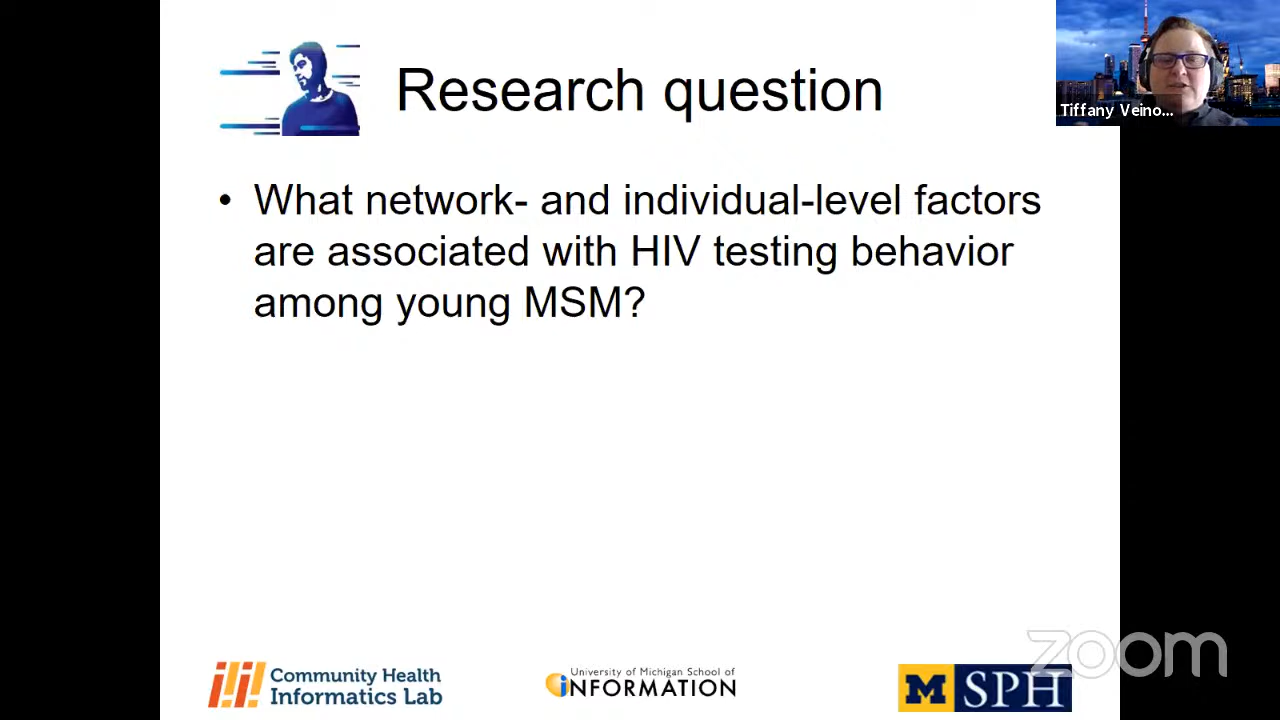 Research question
Tiffany Veino...
• What network- and individual-level factors
are associated with HIV testing behavior
among young MSM?
Community Health
Informatics Lab
University of Michigan School of
iNFORMATION
M SPH
zoom